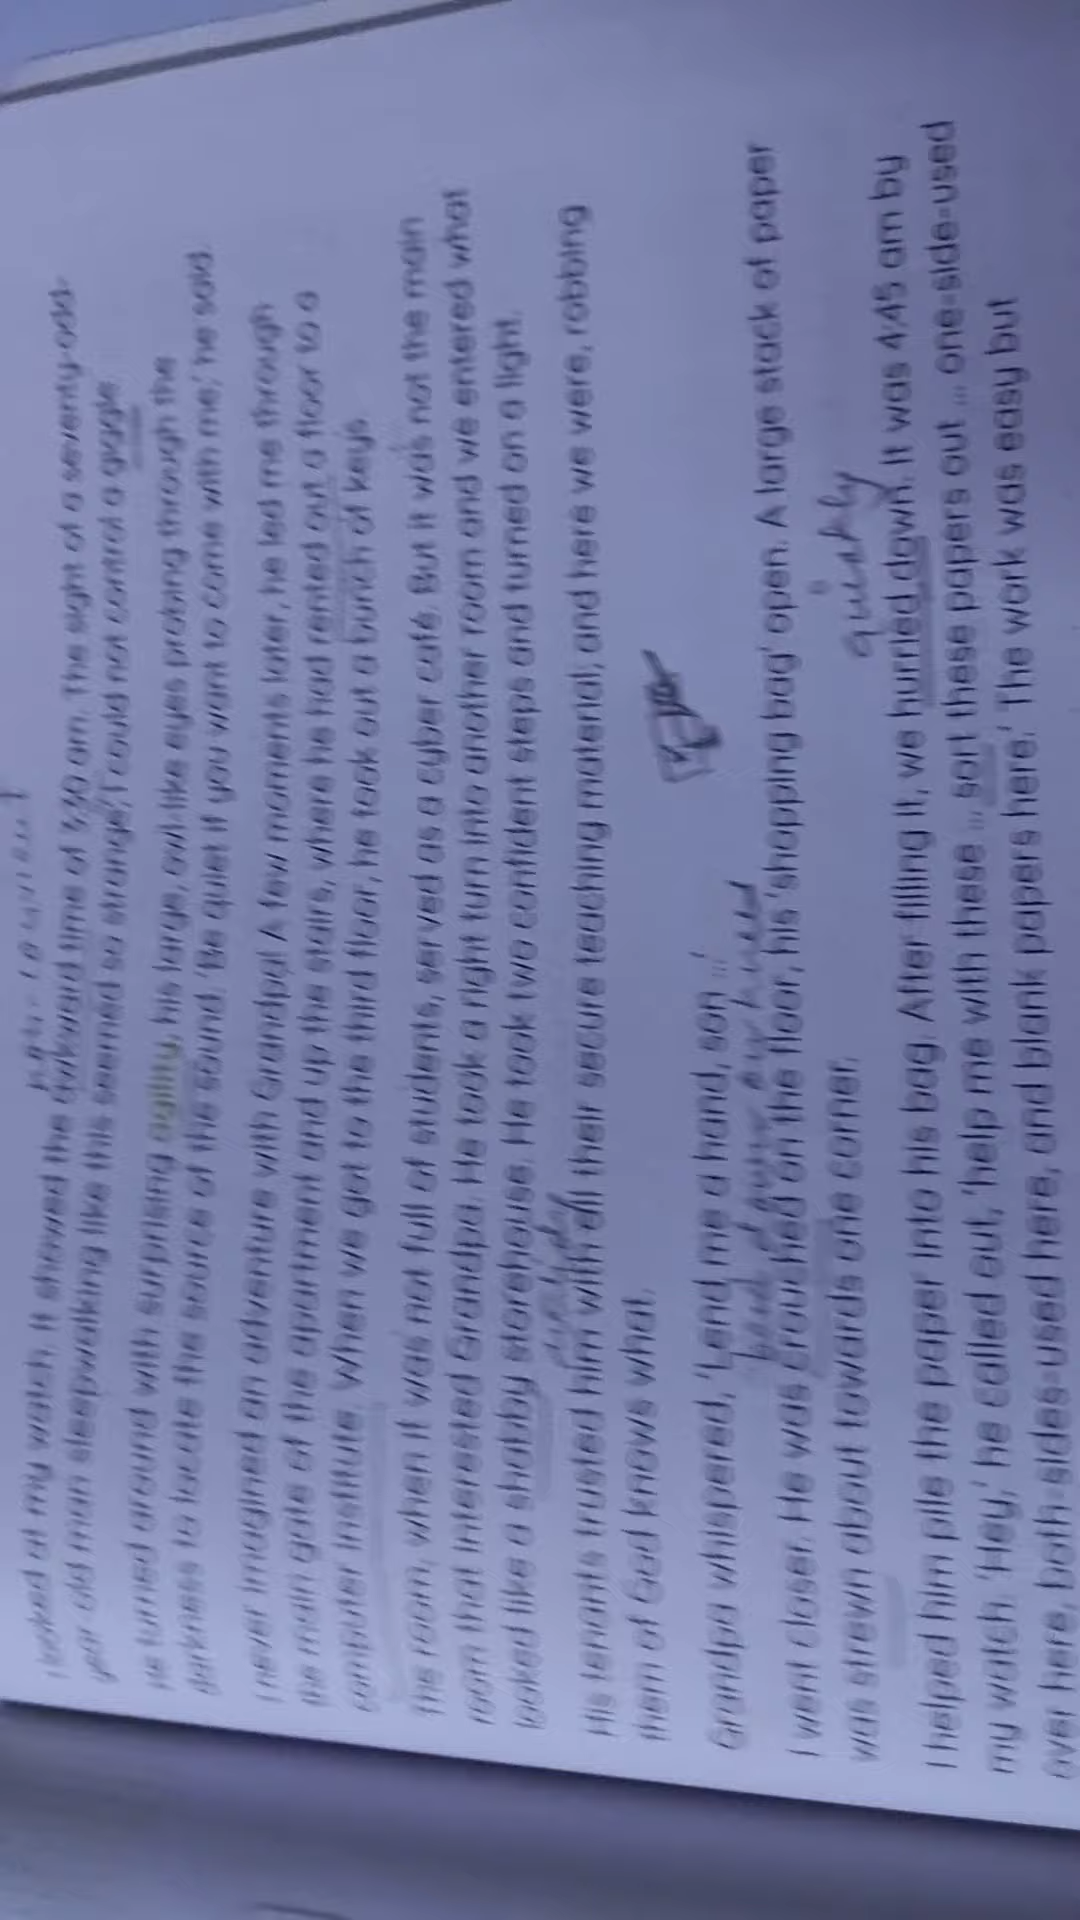 I looked at my watch. It showed the awkward time of am. The sight of a seventy-odd-
year old man sleepwalking like this seemed so strange, I could not control a giggle.
He turned around with surprising agility, his large, owl-like eyes probing through the
darkness to locate the source of the sound. 'Be quiet if you want to come with me,' he said.
I never imagined an adventure with Grandpa! A few moments later, he led me through
the main gate of the apartment and up the stairs, where he had rented out a floor to a
computer institute. When we got to the third floor, he took out a bunch of keys.
The room, when it was not full of students, served as a cyber café. But it was not the main
room that interested Grandpa. He took a right turn into another room and we entered what
looked like a shabby storehouse. He took two confident steps and turned on a light.
His tenants trusted him with all their secure teaching material; and here we were, robbing
them of God knows what.
Grandpa whispered, 'Lend me a hand, son ...'
I went closer. He was crouched on the floor, his 'shopping bag' open. A large stack of paper
was strewn about towards one corner.
quickly
I helped him pile the paper into his bag. After filling it, we hurried down. It was 4:45 am by
my watch. 'Hey,' he called out, 'help me with these ... sort these papers out ... one-side-used
over here, both-sides-used here, and blank papers here.' The work was easy but